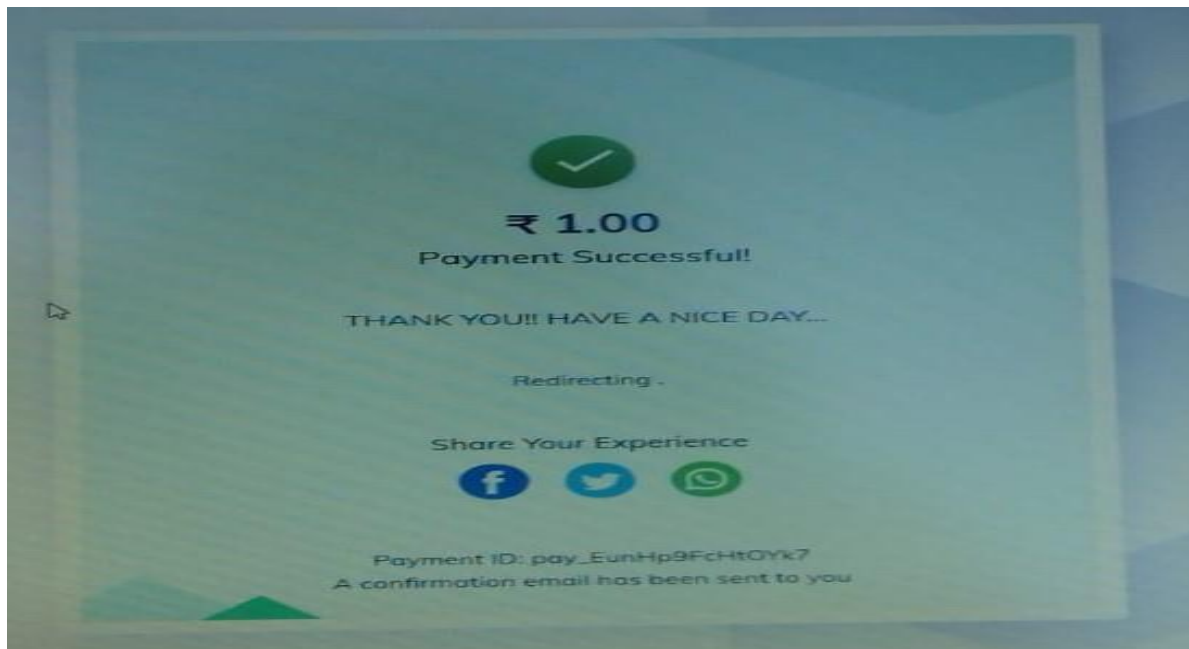 ₹ 1.00
Payment Successful!
THANK YOU!! HAVE A NICE DAY...
Redirecting .
Share Your Experience
Payment ID: pay_EunHp9FcHtOYk7
A confirmation email has been sent to you